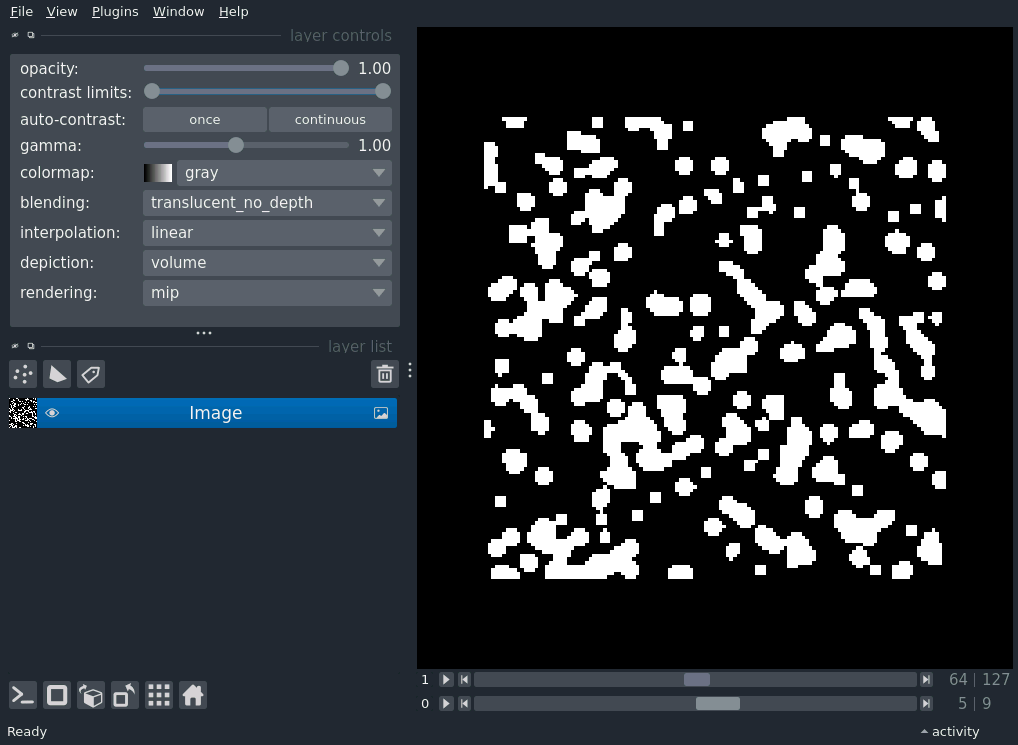 File View Plugins Window Help
layer controls
opacity: 1.00
contrast limits:
auto-contrast: once continuous
gamma: 1.00
colormap: gray
blending: translucent_no_depth
interpolation: linear
depiction: volume
rendering: mip
layer list
Image
1 64 | 127
0 5 | 9
Ready activity